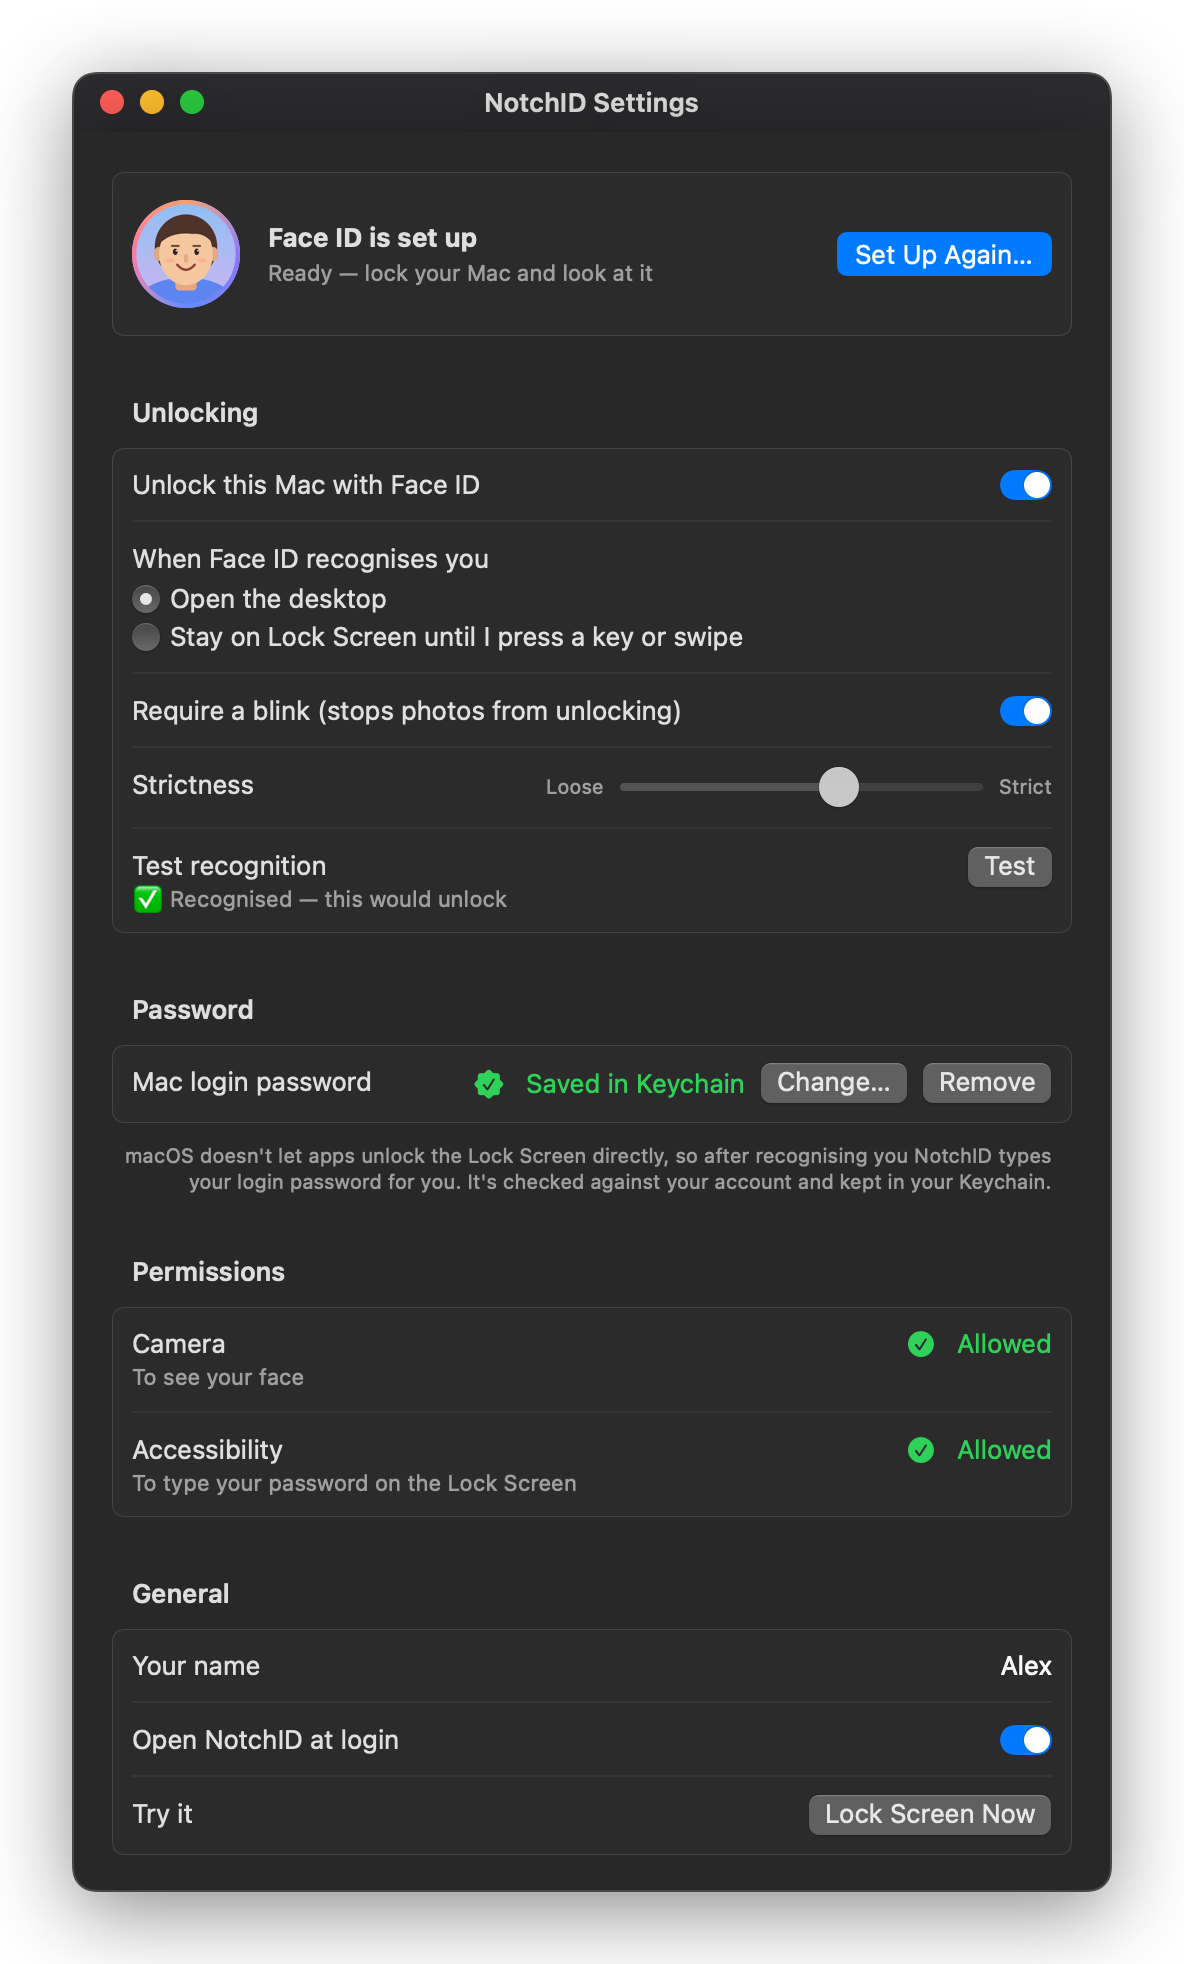 NotchID Settings
Face ID is set up
Ready — lock your Mac and look at it
Set Up Again...
Unlocking
Unlock this Mac with Face ID
When Face ID recognises you
Open the desktop
Stay on Lock Screen until I press a key or swipe
Require a blink (stops photos from unlocking)
Strictness
Loose
Strict
Test recognition
Test
Recognised — this would unlock
Password
Mac login password
Saved in Keychain
Change...
Remove
macOS doesn't let apps unlock the Lock Screen directly, so after recognising you NotchID types
your login password for you. It's checked against your account and kept in your Keychain.
Permissions
Camera
Allowed
To see your face
Accessibility
Allowed
To type your password on the Lock Screen
General
Your name
Alex
Open NotchID at login
Try it
Lock Screen Now